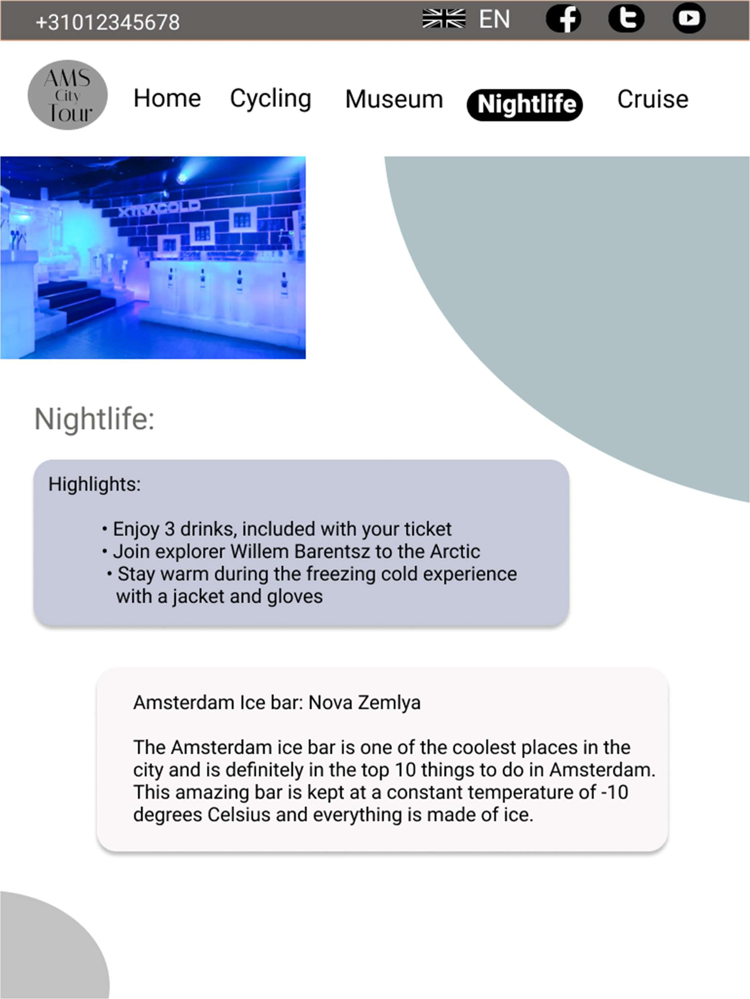 +31012345678 EN
AMS
City
Tour
Home Cycling Museum Nightlife Cruise
XTRACOLD
Nightlife:
Highlights:
• Enjoy 3 drinks, included with your ticket
• Join explorer Willem Barentsz to the Arctic
• Stay warm during the freezing cold experience
with a jacket and gloves
Amsterdam Ice bar: Nova Zemlya
The Amsterdam ice bar is one of the coolest places in the
city and is definitely in the top 10 things to do in Amsterdam.
This amazing bar is kept at a constant temperature of -10
degrees Celsius and everything is made of ice.